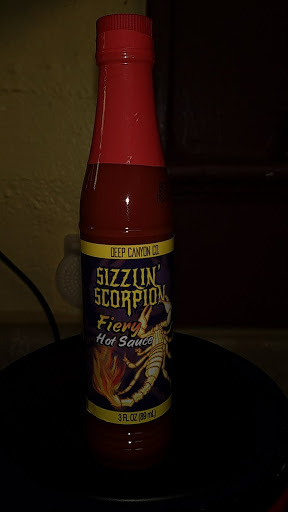 DEEP CANYON CO.
SIZZLIN'
SCORPION
Fiery
Hot Sauce
3 FL OZ (89 mL)